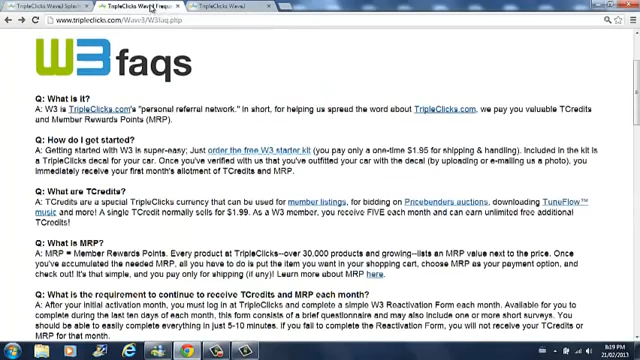 TripleClicks Wave3 Splash
TripleClicks Wave3 Frequ
TripleClicks Wave3
www.tripleclicks.com/Wave3/W3faq.php
W3 faqs
Q: What is it?
A: W3 is TripleClicks.com's "personal referral network." In short, for helping us spread the word about TripleClicks.com, we pay you valuable TCredits
and Member Rewards Points (MRP).
Q: How do I get started?
A: Getting started with W3 is super-easy; Just order the free W3 starter kit (you pay only a one-time $1.95 for shipping & handling). Included in the kit is
a TripleClicks decal for your car. Once you've verified with us that you've outfitted your car with the decal (by uploading or e-mailing us a photo), you
immediately receive your first month's allotment of TCredits and MRP.
Q: What are TCredits?
A: TCredits are a special TripleClicks currency that can be used for member listings, for bidding on Pricebenders auctions, downloading TuneFlow™
music and more! A single TCredit normally sells for $1.99. As a W3 member, you receive FIVE each month and can earn unlimited free additional
TCredits!
Q: What is MRP?
A: MRP = Member Rewards Points. Every product at TripleClicks--over 30,000 products and growing--lists an MRP value next to the price. Once
you've accumulated the needed MRP, all you have to do is put the item you want in your shopping cart, choose MRP as your payment option, and
check out! It's that simple, and you pay only for shipping (if any)! Learn more about MRP here.
Q: What is the requirement to continue to receive TCredits and MRP each month?
A: After your initial activation month, you must log in at TripleClicks and complete a simple W3 Reactivation Form each month. Available for you to
complete during the last ten days of each month, this form consists of a brief questionnaire and may also include one or more short surveys. You
should be able to easily complete everything in just 5-10 minutes. If you fail to complete the Reactivation Form, you will not receive your TCredits or
MRP for that month.
8:19 PM
21/02/2013